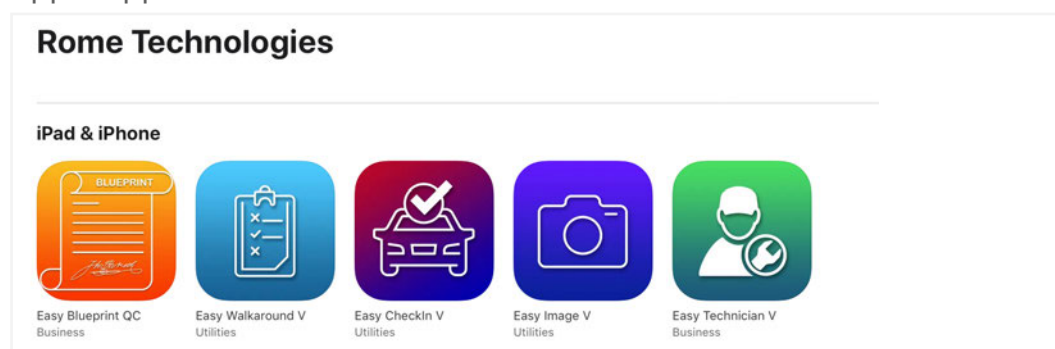 Rome Technologies
iPad & iPhone
BLUEPRINT
Easy Blueprint QC
Business
Easy Walkaround V
Utilities
Easy CheckIn V
Utilities
Easy Image V
Utilities
Easy Technician V
Business